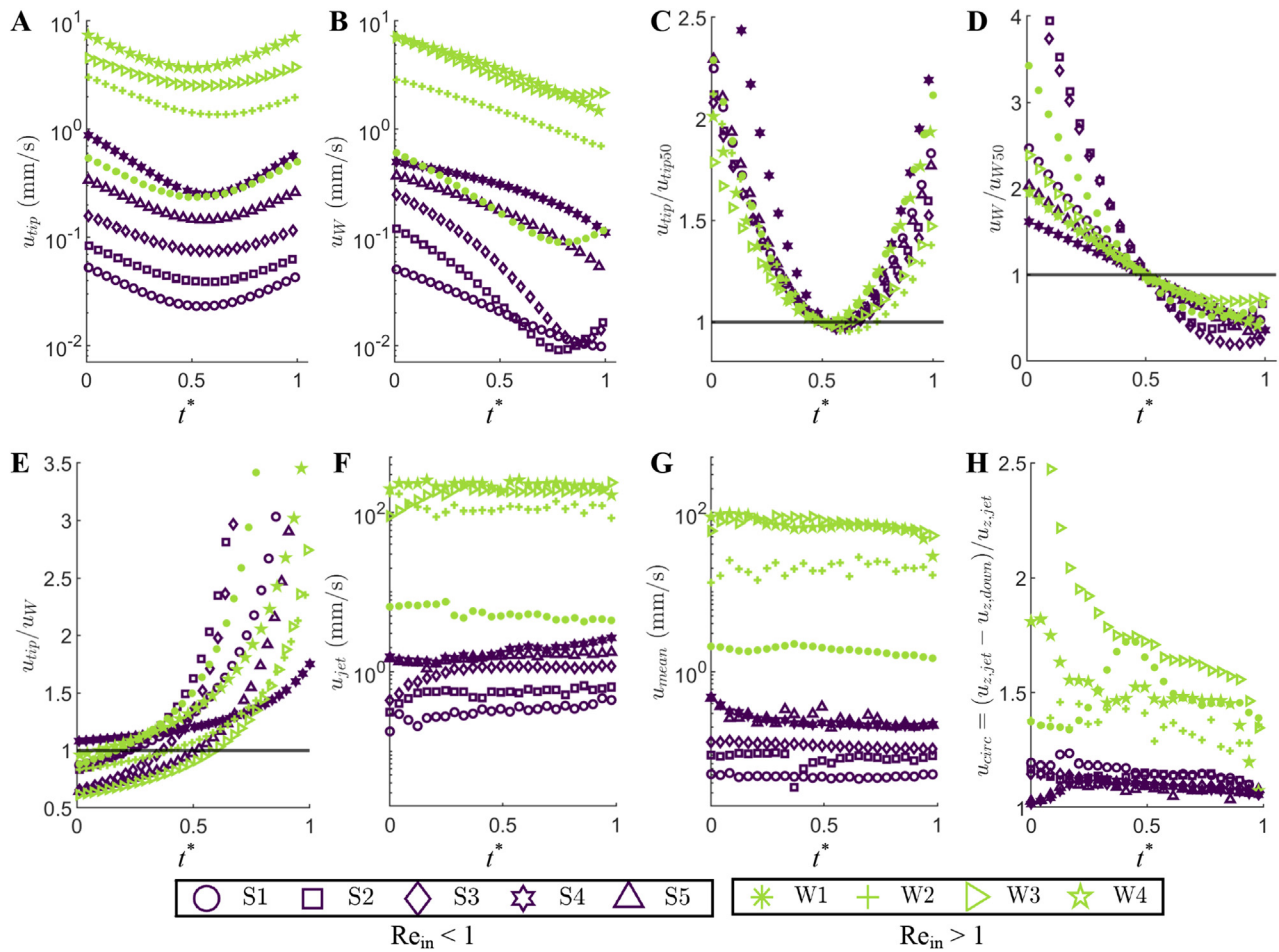 A
10^1
10^0
10^-1
10^-2
u_tip (mm/s)
0
0.5
1
t*
B
10^1
10^0
10^-1
10^-2
u_W (mm/s)
0
0.5
1
t*
C
2.5
2
1.5
1
u_tip/u_tip50
0
0.5
1
t*
D
4
3
2
1
0
u_W/u_W50
0
0.5
1
t*
E
3.5
3
2.5
2
1.5
1
0.5
u_tip/u_W
0
0.5
1
t*
F
10^2
10^0
u_jet (mm/s)
0
0.5
1
t*
G
10^2
10^0
u_mean (mm/s)
0
0.5
1
t*
H
2.5
2
1.5
1
u_circ = (u_z,jet − u_z,down)/u_z,jet
0
0.5
1
t*
S1 S2 S3 S4 S5
W1 W2 W3 W4
Re_in < 1
Re_in > 1